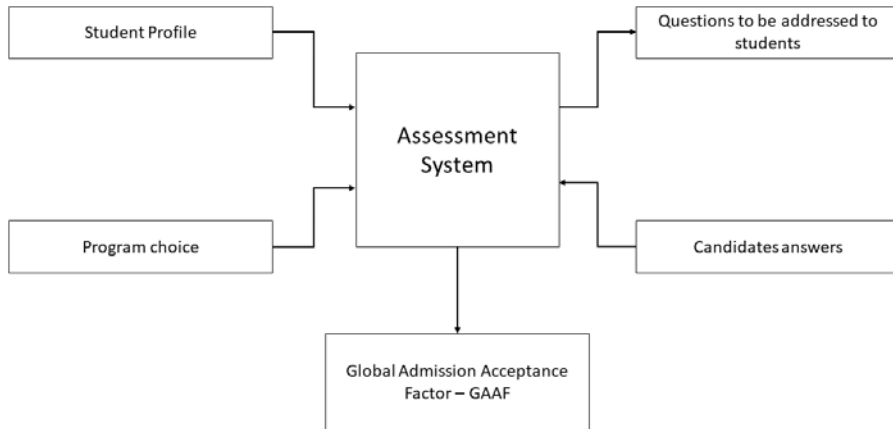 Student Profile
Questions to be addressed to
students
Assessment
System
Program choice
Candidates answers
Global Admission Acceptance
Factor – GAAF